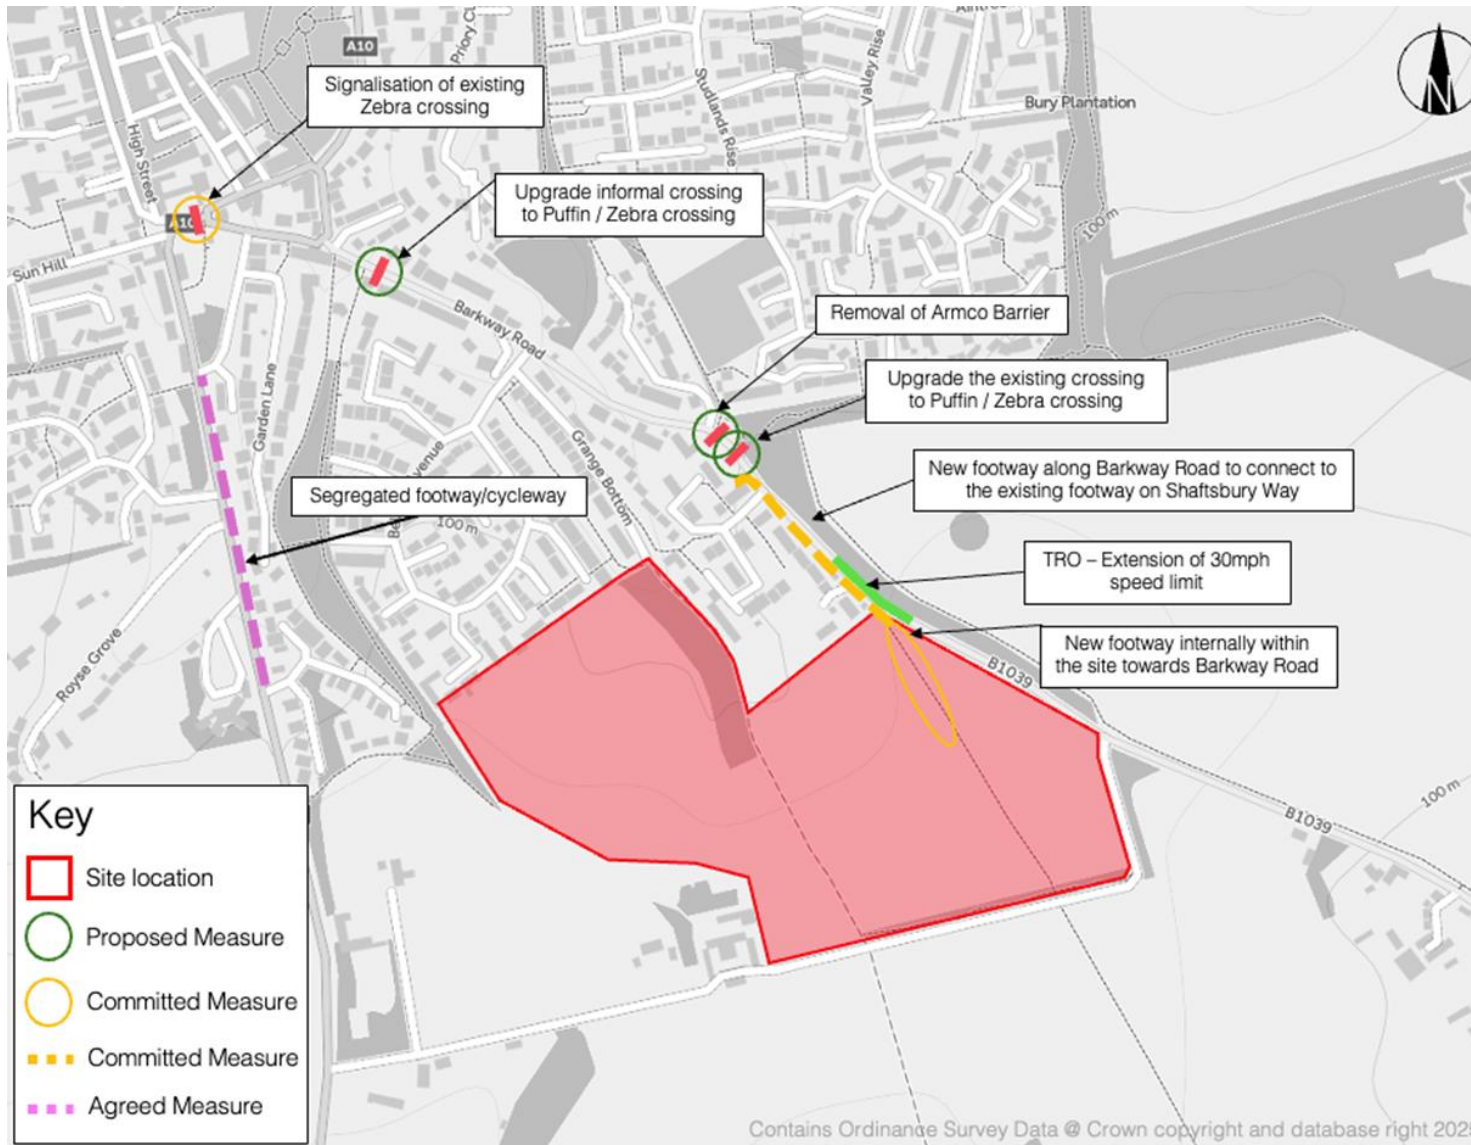 A10
Priory
Aintree
Valley Rise
Studlands Rise
Bury Plantation
N
Signalisation of existing
Zebra crossing
High Street
Upgrade informal crossing
to Puffin / Zebra crossing
A10
Sun Hill
100 m
Barkway Road
Removal of Armco Barrier
Upgrade the existing crossing
to Puffin / Zebra crossing
Garden Lane
Grange Bottom
venue
New footway along Barkway Road to connect to
the existing footway on Shaftsbury Way
Segregated footway/cycleway
100 m
TRO – Extension of 30mph
speed limit
New footway internally within
the site towards Barkway Road
Royse Grove
B1039
100 m
B1039
Key
Site location
Proposed Measure
Committed Measure
Committed Measure
Agreed Measure
Contains Ordinance Survey Data @ Crown copyright and database right 202